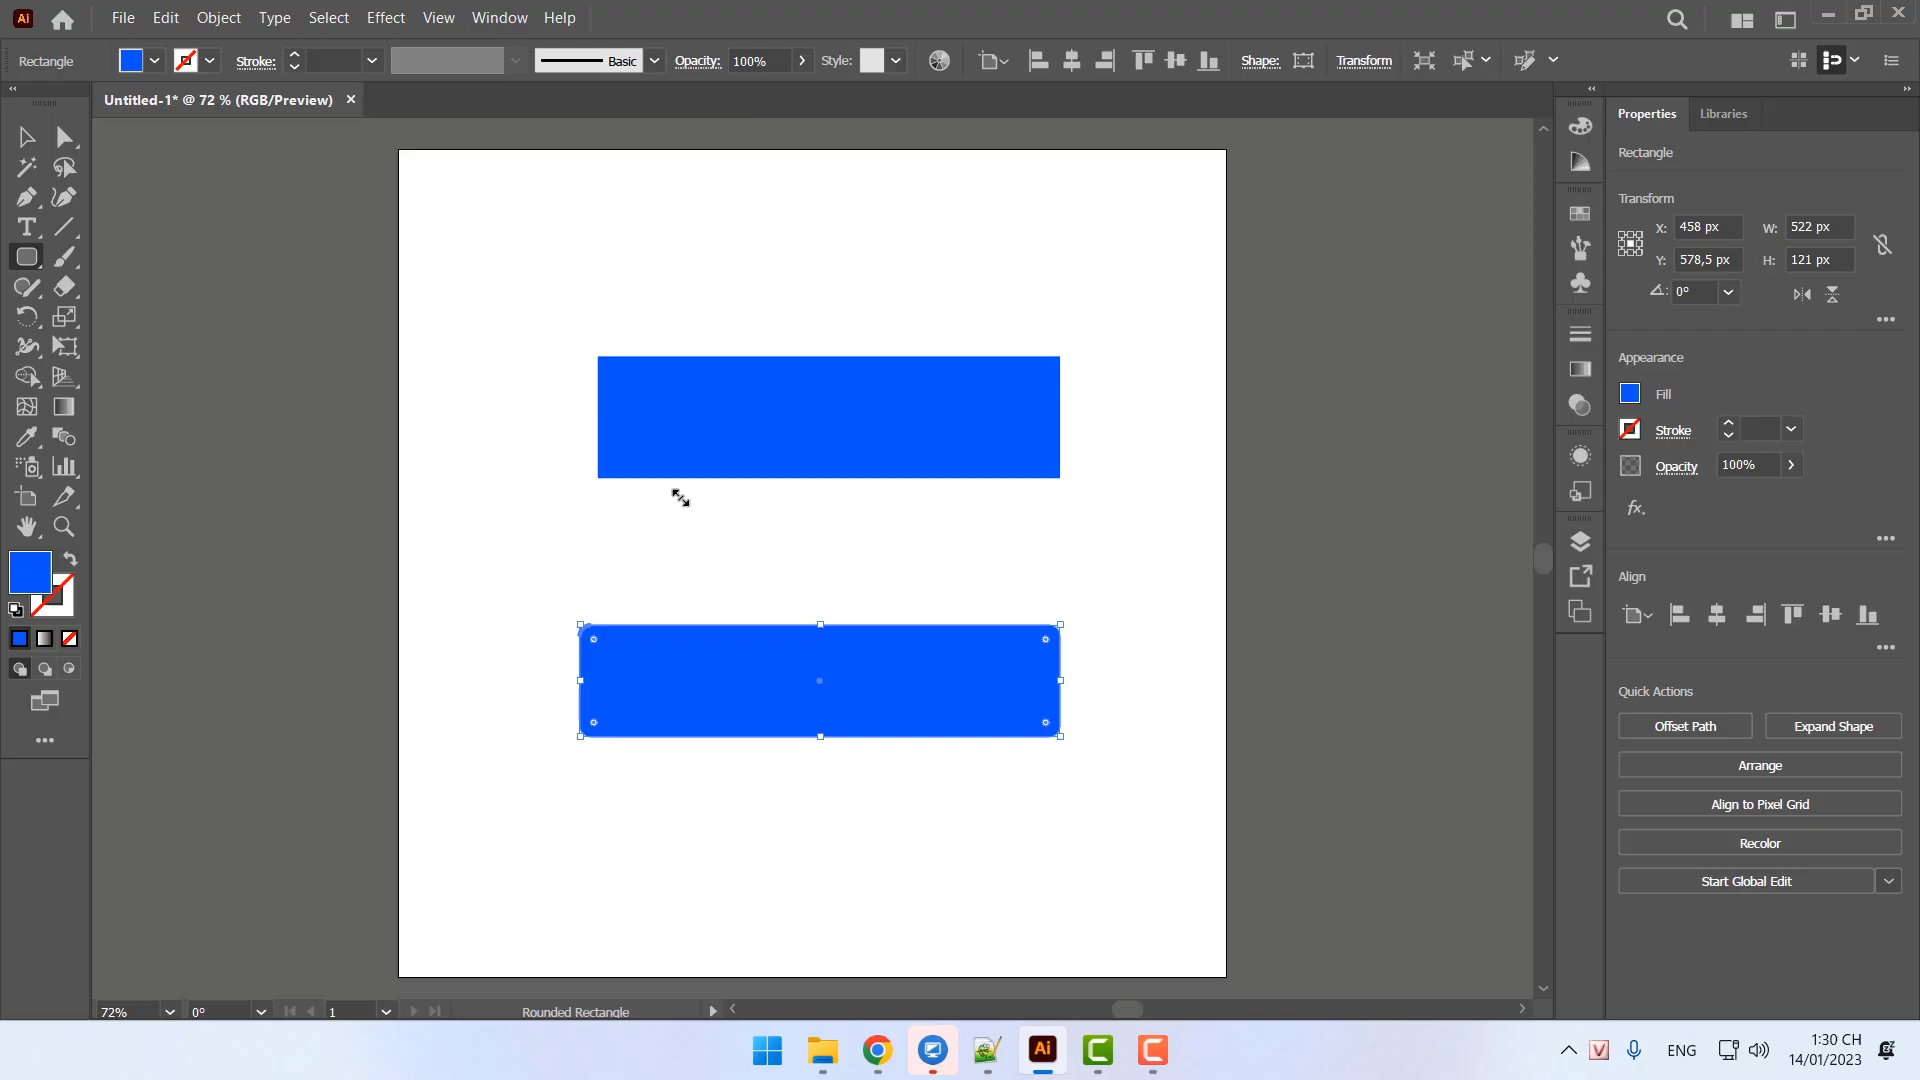 Ai File Edit Object Type Select Effect View Window Help
Rectangle Stroke: Basic Opacity: 100% Style: Shape: Transform
Untitled-1* @ 72 % (RGB/Preview) ×
Properties Libraries
Rectangle
Transform
X: 458 px W: 522 px
Y: 578,5 px H: 121 px
0°
Appearance
Fill
Stroke
Opacity 100%
fx.
Align
Quick Actions
Offset Path Expand Shape
Arrange
Align to Pixel Grid
Recolor
Start Global Edit
72% 0° 1 Rounded Rectangle
Ai V ENG 1:30 CH
14/01/2023